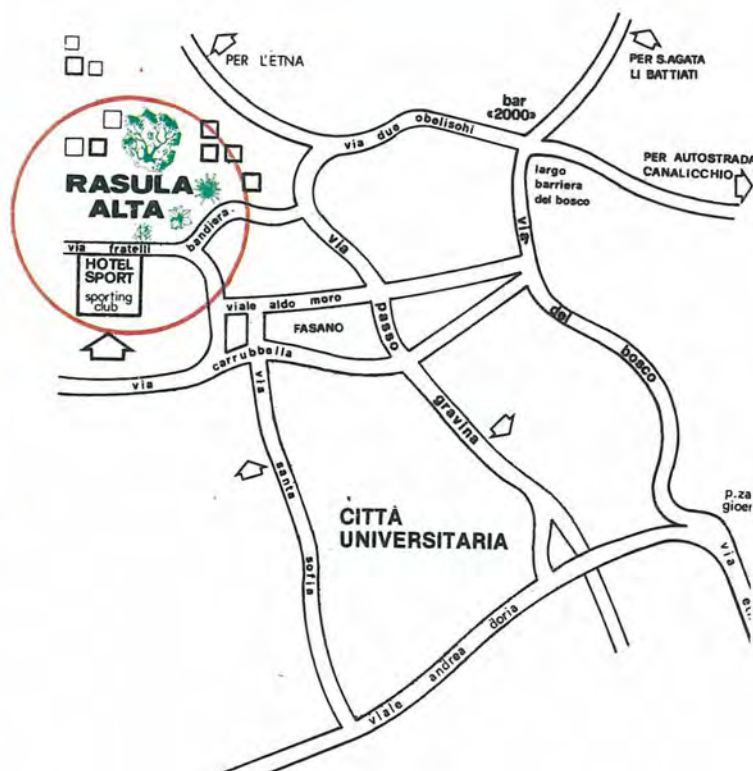 PER L'ETNA
PER S.AGATA
LI BATTIATI
bar
«2000»
via due obelisohi
PER AUTOSTRADA
CANALICCHIO
largo
barriera
del bosco
RASULA
ALTA
via fratelli bandiera.
HOTEL
SPORT
sporting
club
viale aldo moro
FASANO
via carrubbella
via passo gravina
via del bosco
via santa sofia
CITTÀ
UNIVERSITARIA
viale andrea doria
p.za
gioen
via